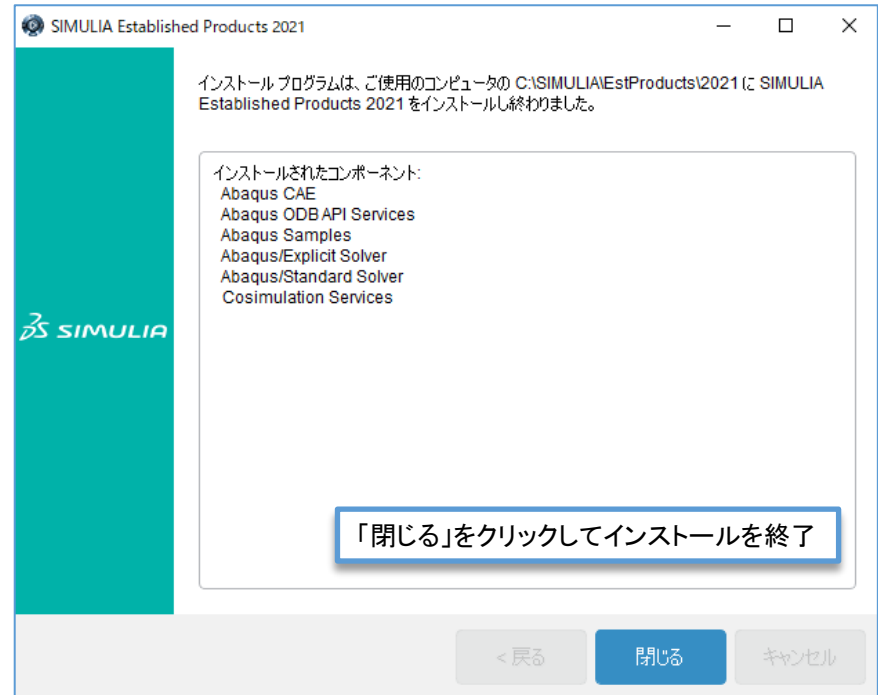 SIMULIA Established Products 2021
インストール プログラムは、ご使用のコンピュータの C:\SIMULIA\EstProducts\2021 に SIMULIA
Established Products 2021 をインストールし終わりました。
インストールされたコンポーネント:
Abaqus CAE
Abaqus ODB API Services
Abaqus Samples
Abaqus/Explicit Solver
Abaqus/Standard Solver
Cosimulation Services
3DS SIMULIA
「閉じる」をクリックしてインストールを終了
< 戻る
閉じる
キャンセル